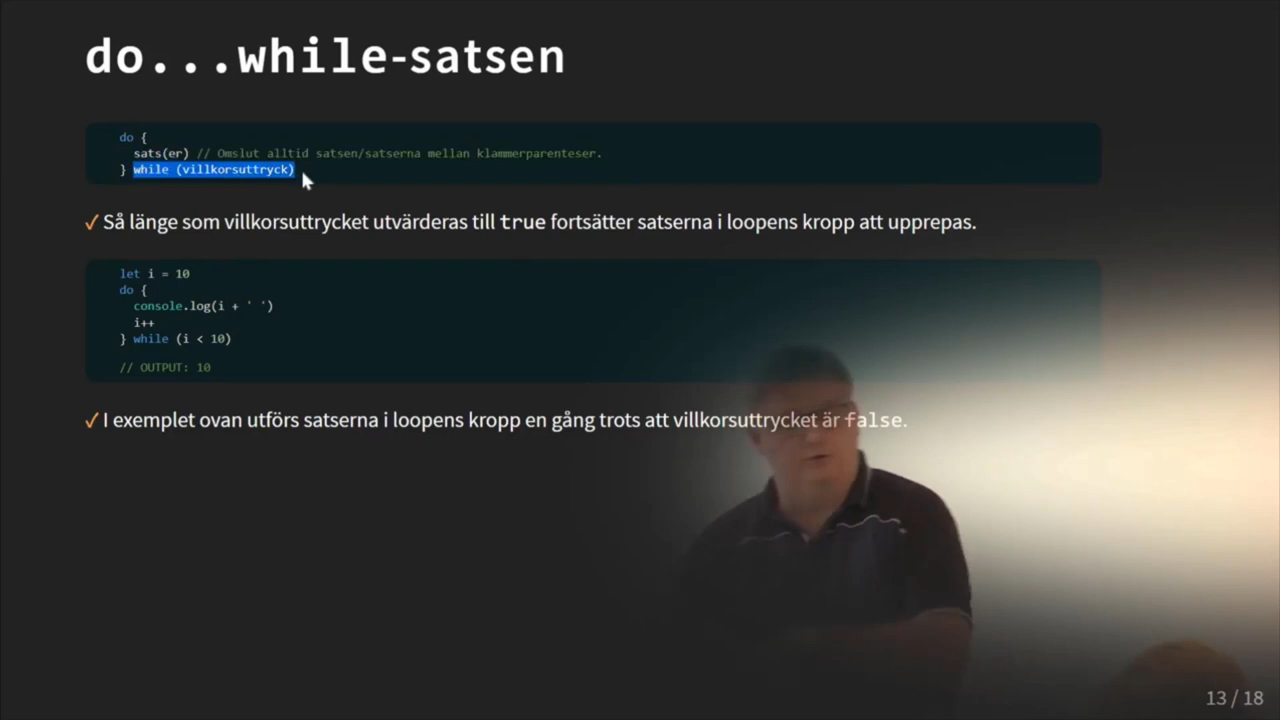 do...while-satsen
do {
sats(er) // Omslut alltid satsen/satserna mellan klammerparenteser.
} while (villkorsuttryck)
✓ Så länge som villkorsuttrycket utvärderas till true fortsätter satserna i loopens kropp att upprepas.
let i = 10
do {
console.log(i + ' ')
i++
} while (i < 10)
// OUTPUT: 10
✓ I exemplet ovan utförs satserna i loopens kropp en gång trots att villkorsuttrycket är false.
13 / 18